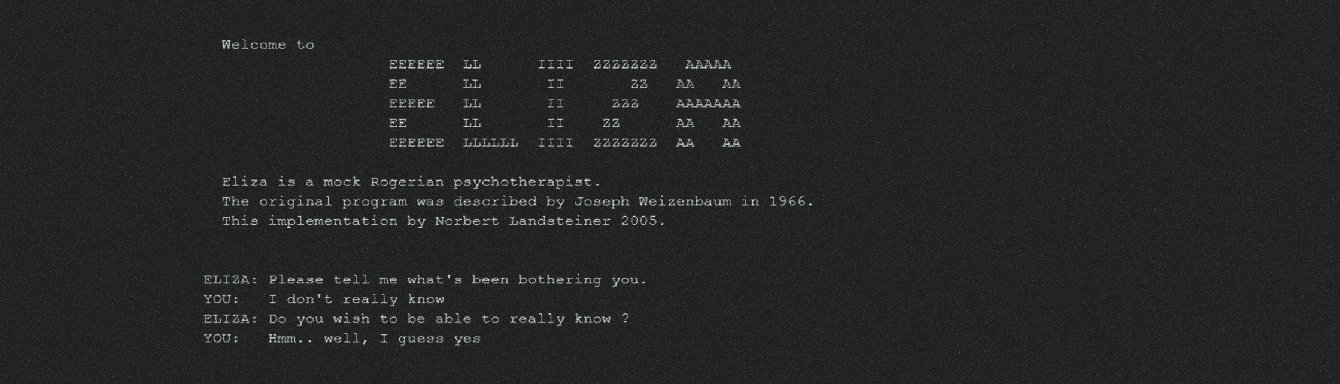 Welcome to
EEEEEE  LL      IIII  ZZZZZZZ   AAAAA
EE      LL       II       ZZ   AA   AA
EEEEE   LL       II     ZZZ    AAAAAAA
EE      LL       II    ZZ      AA   AA
EEEEEE  LLLLLL  IIII  ZZZZZZZ  AA   AA
Eliza is a mock Rogerian psychotherapist.
The original program was described by Joseph Weizenbaum in 1966.
This implementation by Norbert Landsteiner 2005.
ELIZA: Please tell me what's been bothering you.
YOU:   I don't really know
ELIZA: Do you wish to be able to really know ?
YOU:   Hmm.. well, I guess yes